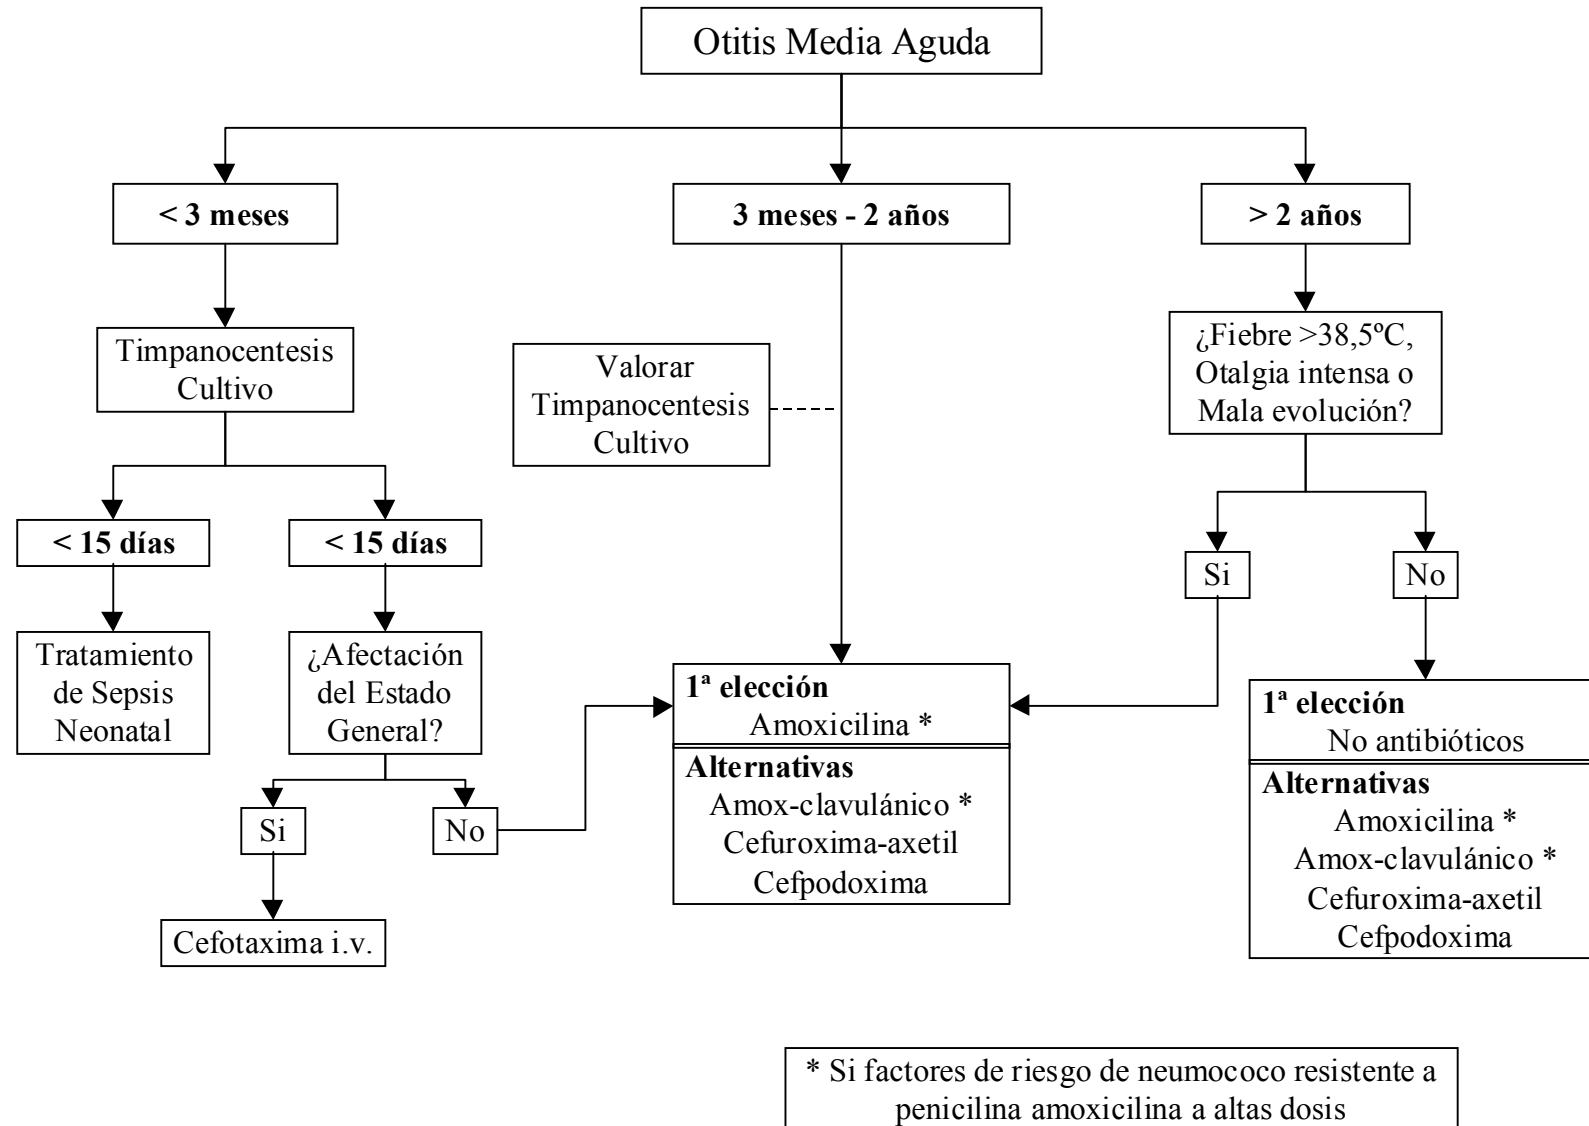 Otitis Media Aguda
< 3 meses
3 meses - 2 años
> 2 años
Timpanocentesis
Cultivo
Valorar
Timpanocentesis
Cultivo
¿Fiebre >38,5ºC,
Otalgia intensa o
Mala evolución?
< 15 días
< 15 días
Si
No
Tratamiento
de Sepsis
Neonatal
¿Afectación
del Estado
General?
Si
No
Cefotaxima i.v.
1ª elección
Amoxicilina *
Alternativas
Amox-clavulánico *
Cefuroxima-axetil
Cefpodoxima
1ª elección
No antibióticos
Alternativas
Amoxicilina *
Amox-clavulánico *
Cefuroxima-axetil
Cefpodoxima
* Si factores de riesgo de neumococo resistente a
penicilina amoxicilina a altas dosis